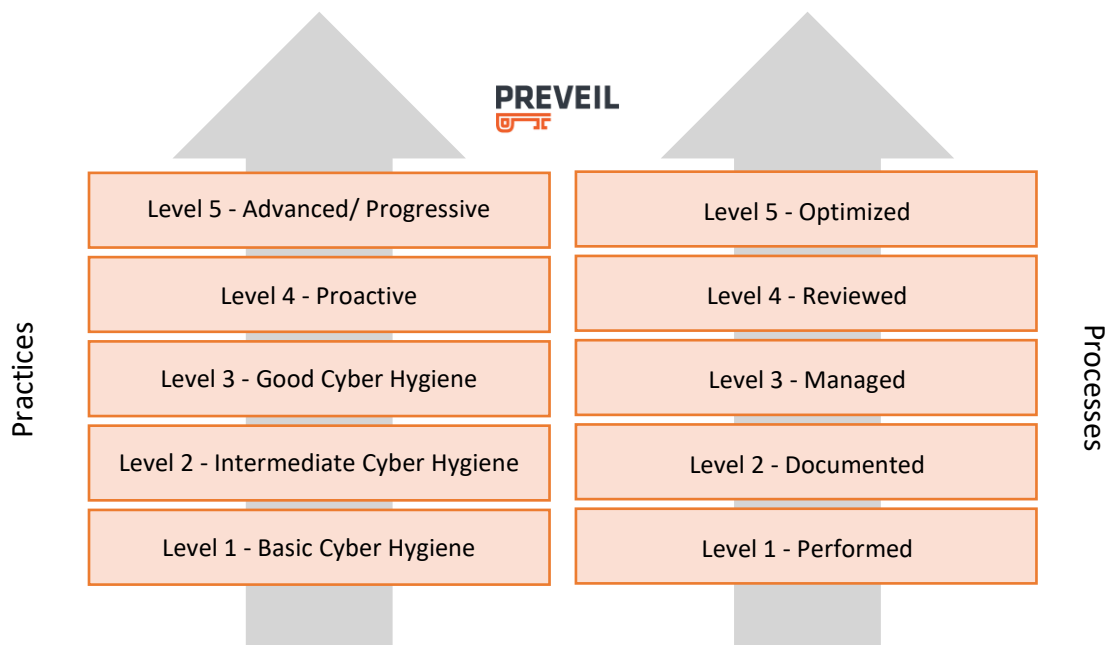 PREVEIL
Practices
Level 5 - Advanced/ Progressive
Level 4 - Proactive
Level 3 - Good Cyber Hygiene
Level 2 - Intermediate Cyber Hygiene
Level 1 - Basic Cyber Hygiene
Level 5 - Optimized
Level 4 - Reviewed
Level 3 - Managed
Level 2 - Documented
Level 1 - Performed
Processes